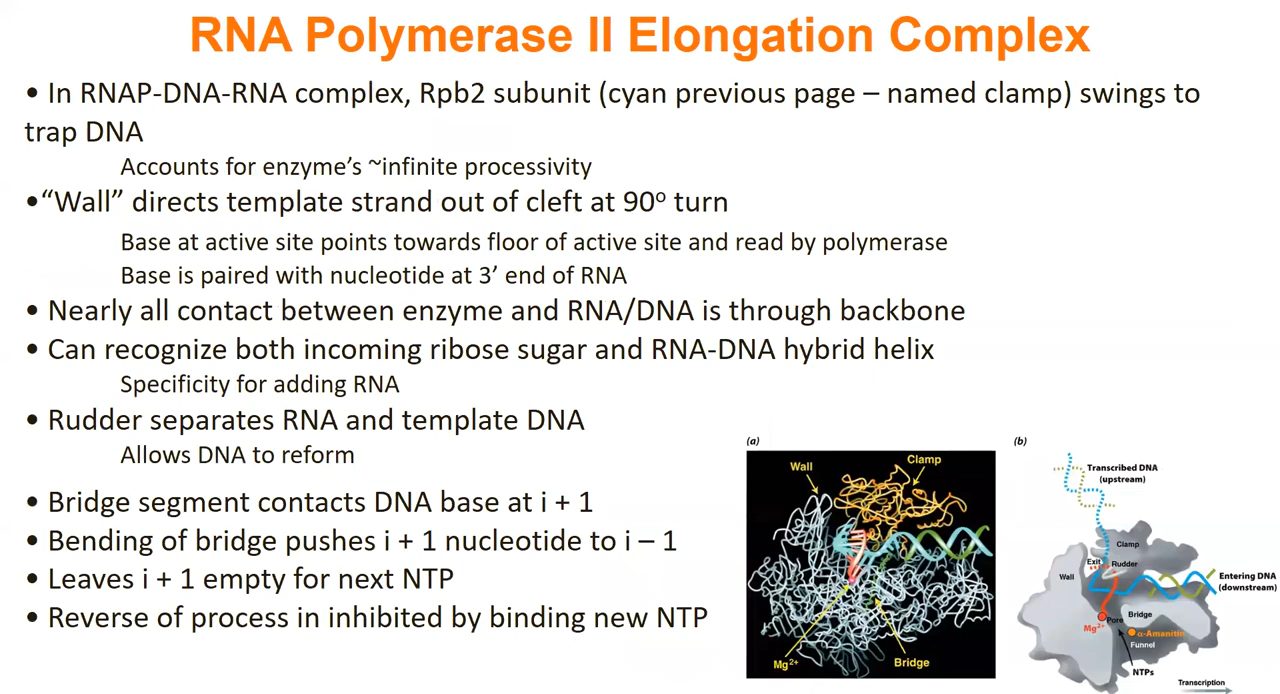 RNA Polymerase II Elongation Complex
• In RNAP-DNA-RNA complex, Rpb2 subunit (cyan previous page – named clamp) swings to
trap DNA
Accounts for enzyme's ~infinite processivity
•"Wall" directs template strand out of cleft at 90º turn
Base at active site points towards floor of active site and read by polymerase
Base is paired with nucleotide at 3' end of RNA
• Nearly all contact between enzyme and RNA/DNA is through backbone
• Can recognize both incoming ribose sugar and RNA-DNA hybrid helix
Specificity for adding RNA
• Rudder separates RNA and template DNA
Allows DNA to reform
• Bridge segment contacts DNA base at i + 1
• Bending of bridge pushes i + 1 nucleotide to i – 1
• Leaves i + 1 empty for next NTP
• Reverse of process in inhibited by binding new NTP
(a)
Wall
Clamp
Mg²⁺
Bridge
(b)
Transcribed DNA
(upstream)
Clamp
Exit
Rudder
Wall
Entering DNA
(downstream)
Bridge
Mg²⁺
Pore
α-Amanitin
Funnel
NTPs
Transcription